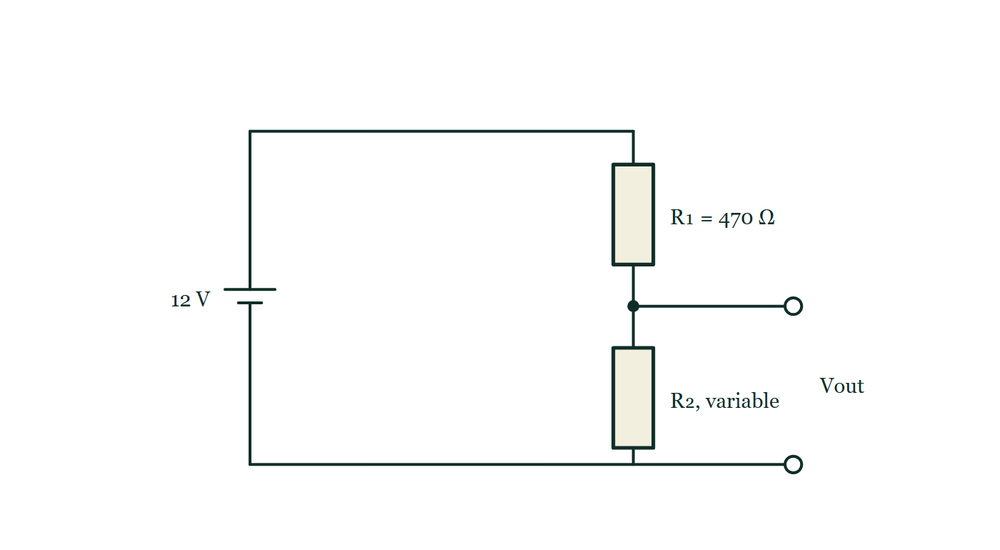 R1 = 470 Ω
12 V
Vout
R2, variable